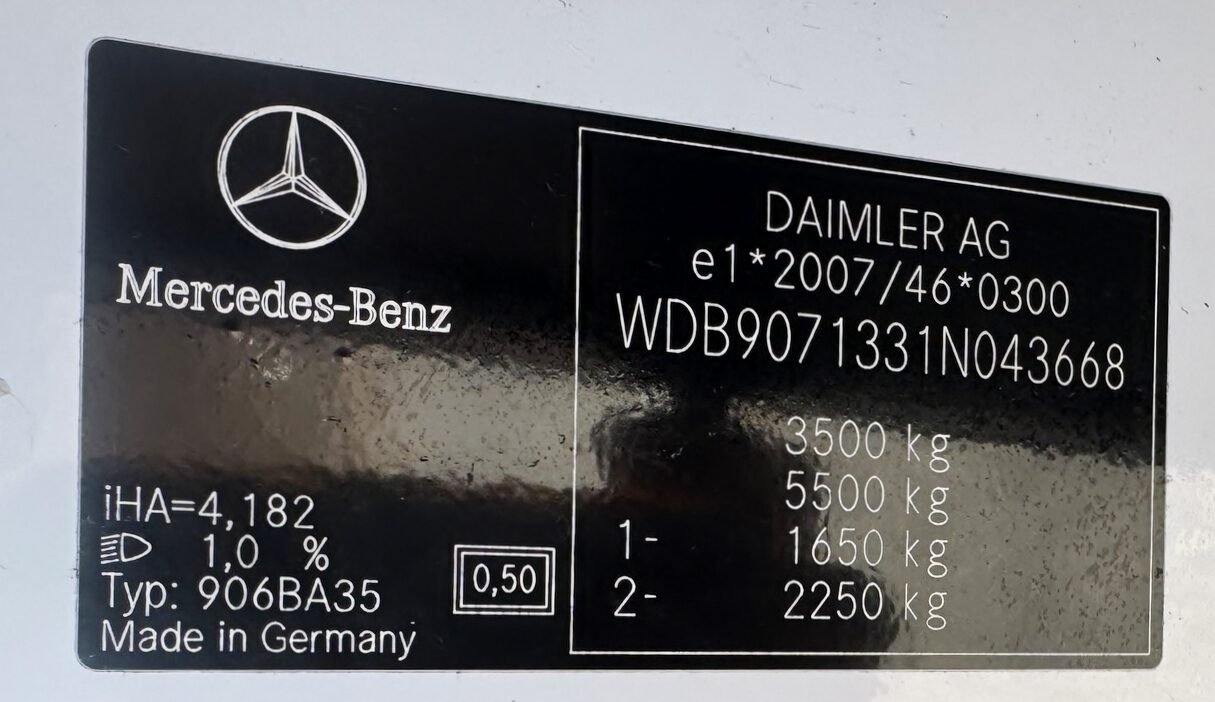 Mercedes-Benz
iHA=4,182
1,0 %
Typ: 906BA35
Made in Germany
0,50
DAIMLER AG
e1*2007/46*0300
WDB9071331N043668
3500 kg
5500 kg
1- 1650 kg
2- 2250 kg